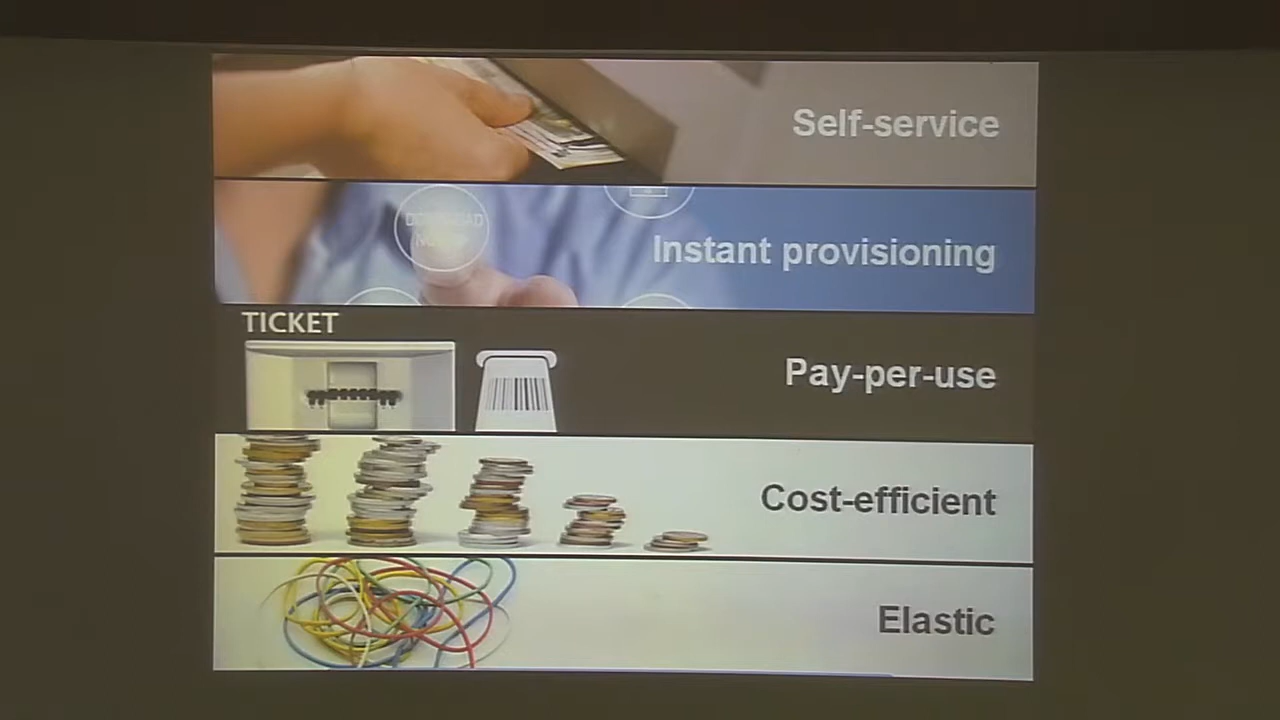 Self-service
Instant provisioning
TICKET
Pay-per-use
Cost-efficient
Elastic